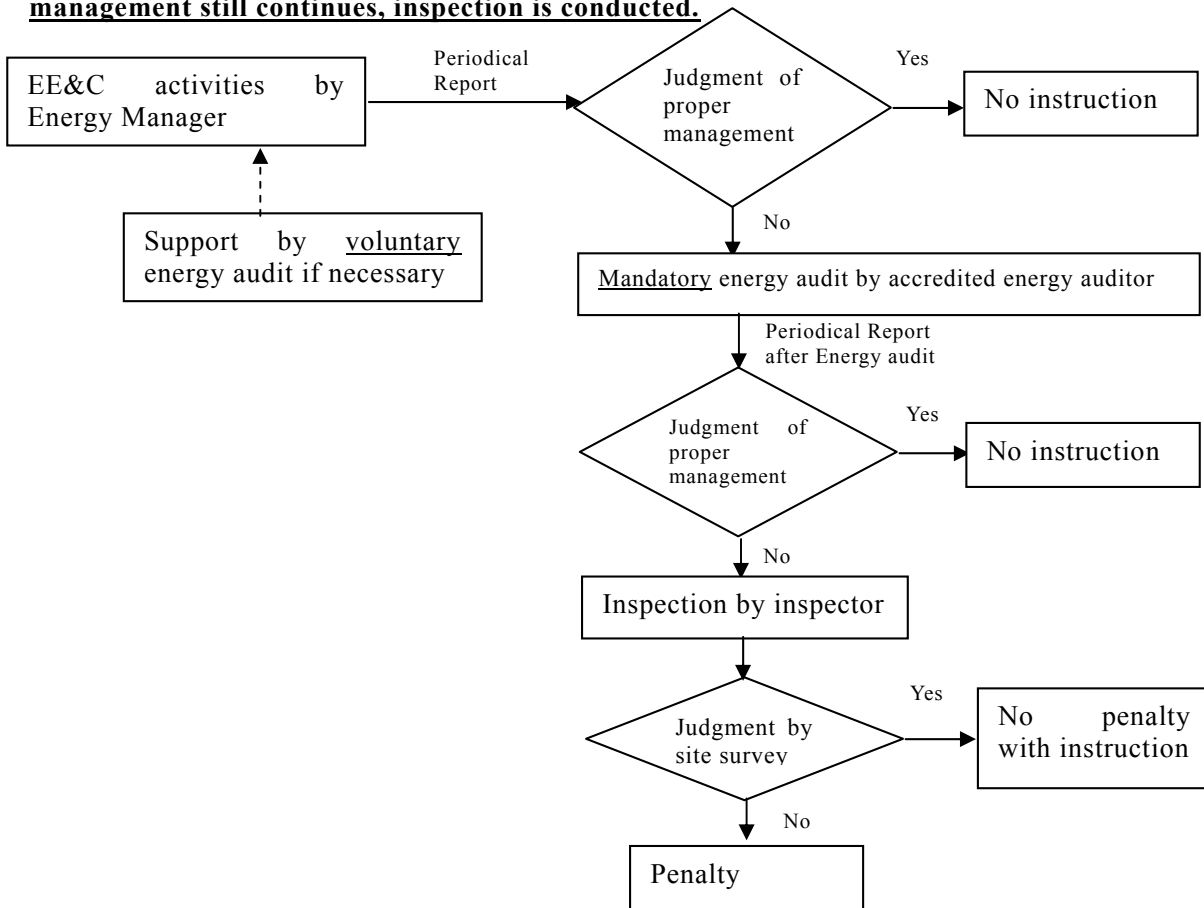 management still continues, inspection is conducted.
EE&C activities by
Energy Manager
Periodical
Report
Judgment of
proper
management
Yes
No instruction
Support by voluntary
energy audit if necessary
No
Mandatory energy audit by accredited energy auditor
Periodical Report
after Energy audit
Judgment of
proper
management
Yes
No instruction
No
Inspection by inspector
Judgment by
site survey
Yes
No penalty
with instruction
No
Penalty